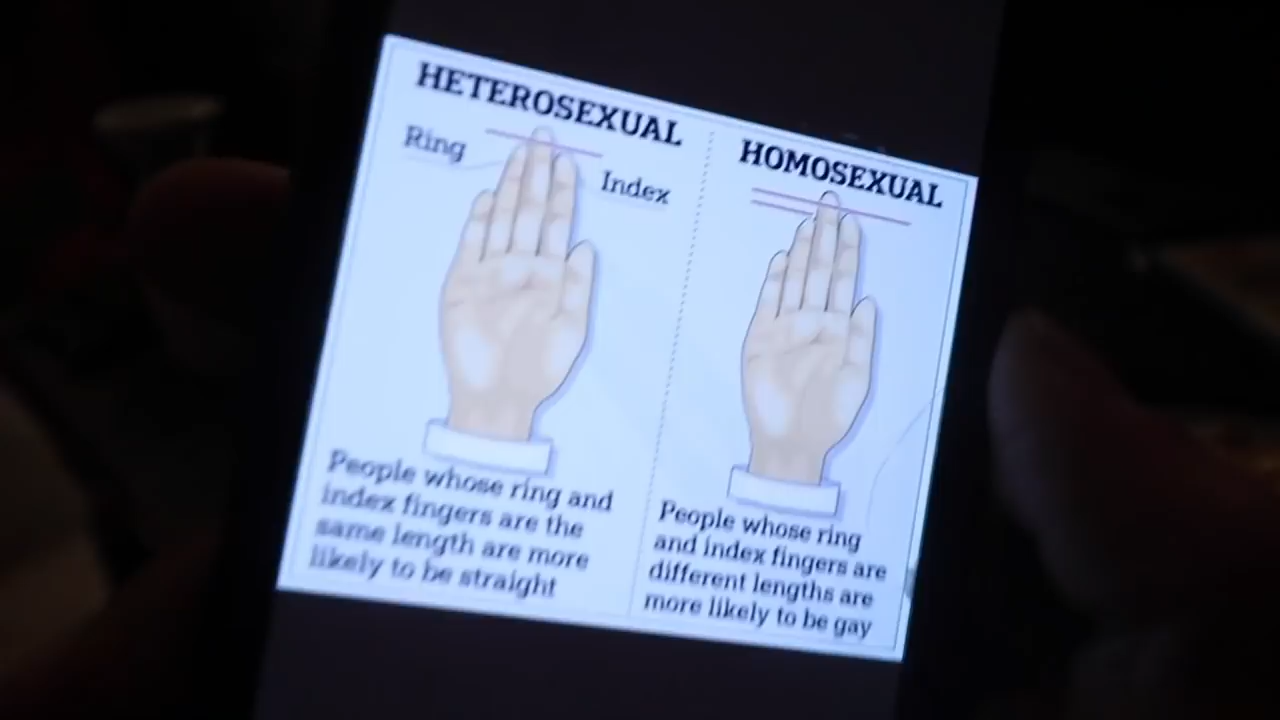 HETEROSEXUAL
Ring
Index
People whose ring and
index fingers are the
same length are more
likely to be straight
HOMOSEXUAL
People whose ring
and index fingers are
different lengths are
more likely to be gay